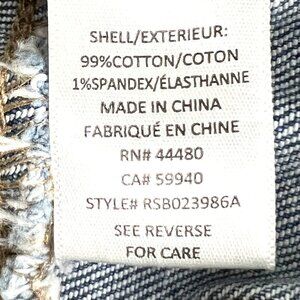 SHELL/EXTERIEUR:
99%COTTON/COTON
1%SPANDEX/ÉLASTHANNE
MADE IN CHINA
FABRIQUÉ EN CHINE
RN# 44480
CA# 59940
STYLE# RSB023986A
SEE REVERSE
FOR CARE